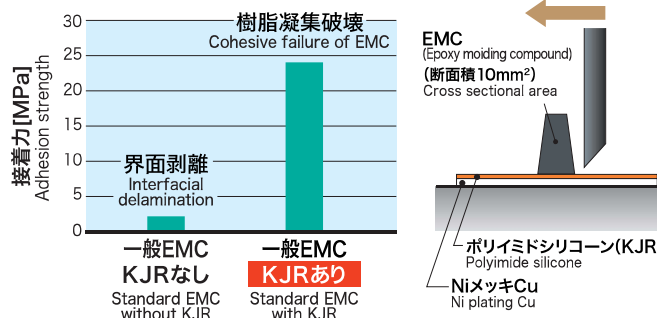 接着力[MPa]
Adhesion strength
30
25
20
15
10
5
0
樹脂凝集破壊
Cohesive failure of EMC
界面剥離
Interfacial
delamination
一般EMC
KJRなし
Standard EMC
without KJR
一般EMC
KJRあり
Standard EMC
with KJR
EMC
(Epoxy moiding compound)
(断面積10mm²)
Cross sectional area
ポリイミドシリコーン(KJR
Polyimide silicone
NiメッキCu
Ni plating Cu